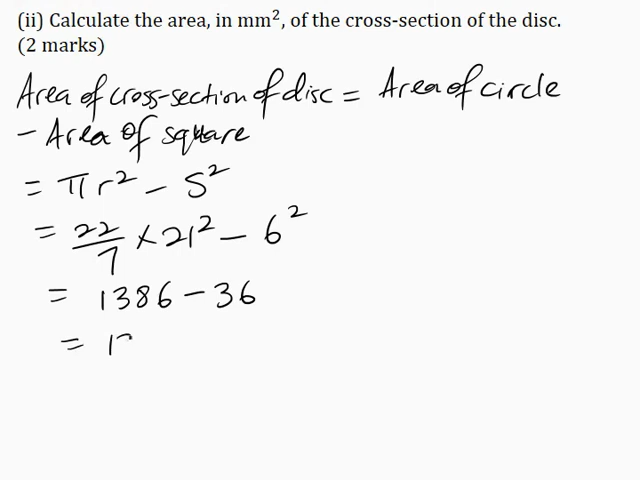 (ii) Calculate the area, in mm², of the cross-section of the disc.
(2 marks)
Area of cross-section of disc = Area of circle
- Area of square
= πr² - S²
= 22/7 × 21² - 6²
= 1386 - 36
= 1